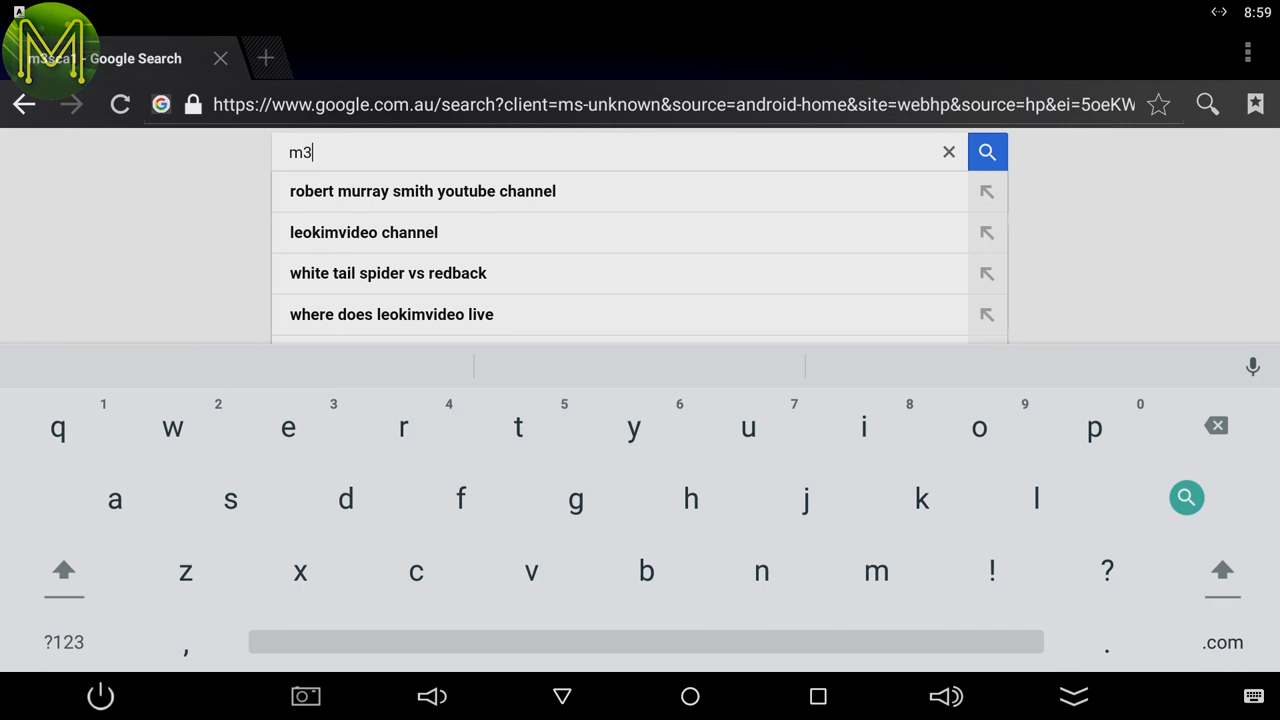 A
8:59
m3sca1 - Google Search
https://www.google.com.au/search?client=ms-unknown&source=android-home&site=webhp&source=hp&ei=5oeKW
m3
robert murray smith youtube channel
leokimvideo channel
white tail spider vs redback
where does leokimvideo live
1 2 3 4 5 6 7 8 9 0
q w e r t y u i o p
a s d f g h j k l
z x c v b n m ! ?
?123 , . .com